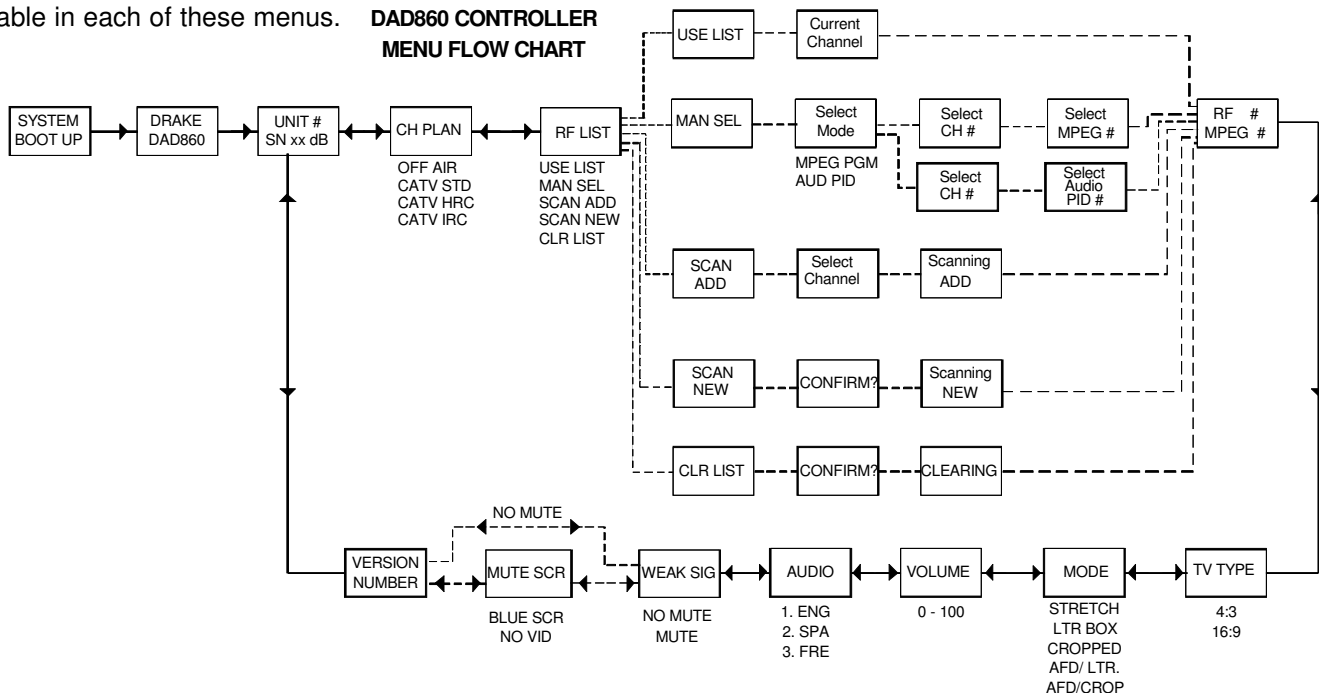 able in each of these menus.
DAD860 CONTROLLER
MENU FLOW CHART
SYSTEM
BOOT UP
DRAKE
DAD860
UNIT #
SN xx dB
CH PLAN
OFF AIR
CATV STD
CATV HRC
CATV IRC
RF LIST
USE LIST
MAN SEL
SCAN ADD
SCAN NEW
CLR LIST
USE LIST
Current
Channel
MAN SEL
Select
Mode
MPEG PGM
AUD PID
Select
CH #
Select
MPEG #
Select
CH #
Select
Audio
PID #
RF #
MPEG #
SCAN
ADD
Select
Channel
Scanning
ADD
SCAN
NEW
CONFIRM?
Scanning
NEW
CLR LIST
CONFIRM?
CLEARING
NO MUTE
VERSION
NUMBER
MUTE SCR
BLUE SCR
NO VID
WEAK SIG
NO MUTE
MUTE
AUDIO
1. ENG
2. SPA
3. FRE
VOLUME
0 - 100
MODE
STRETCH
LTR BOX
CROPPED
AFD/ LTR.
AFD/CROP
TV TYPE
4:3
16:9